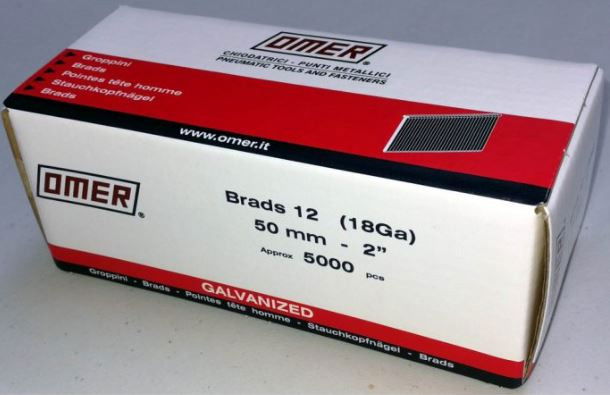 OMER®
CHIODATRICI - PUNTI METALLICI
PNEUMATIC TOOLS AND FASTENERS
Groppini
Brads
Pointes tête homme
Stauchkopfnägel
Brads
www.omer.it
OMER®
Brads 12 (18Ga)
50 mm - 2”
Approx 5000 pcs
GALVANIZED
Groppini - Brads - Pointes tête homme - Stauchkopfnägel - Brads